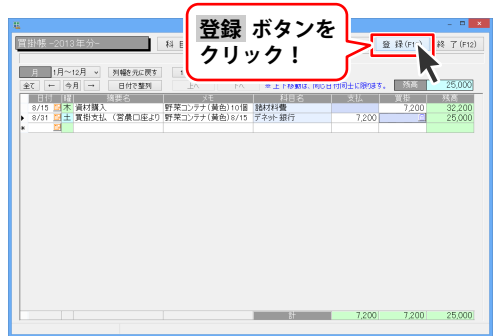 登録 ボタンを
クリック！
買掛帳 -2013年分-
科 目
登 録(F11)
終 了(F12)
月
1月～12月
列幅を元に戻す
全て ← 今月 → 日付で整列 上へ 下へ ※上下移動は、同じ日付同士に限ります。 残高 25,000
日付 曜 摘要名 メモ 科目名 支払 買掛 残高
8/15 木 資材購入 野菜コンテナ(黄色)10個 諸材料費 7,200 32,200
8/31 土 買掛支払 (営農口座より 野菜コンテナ(黄色)8/15 デネット銀行 7,200 25,000
計 7,200 7,200 25,000